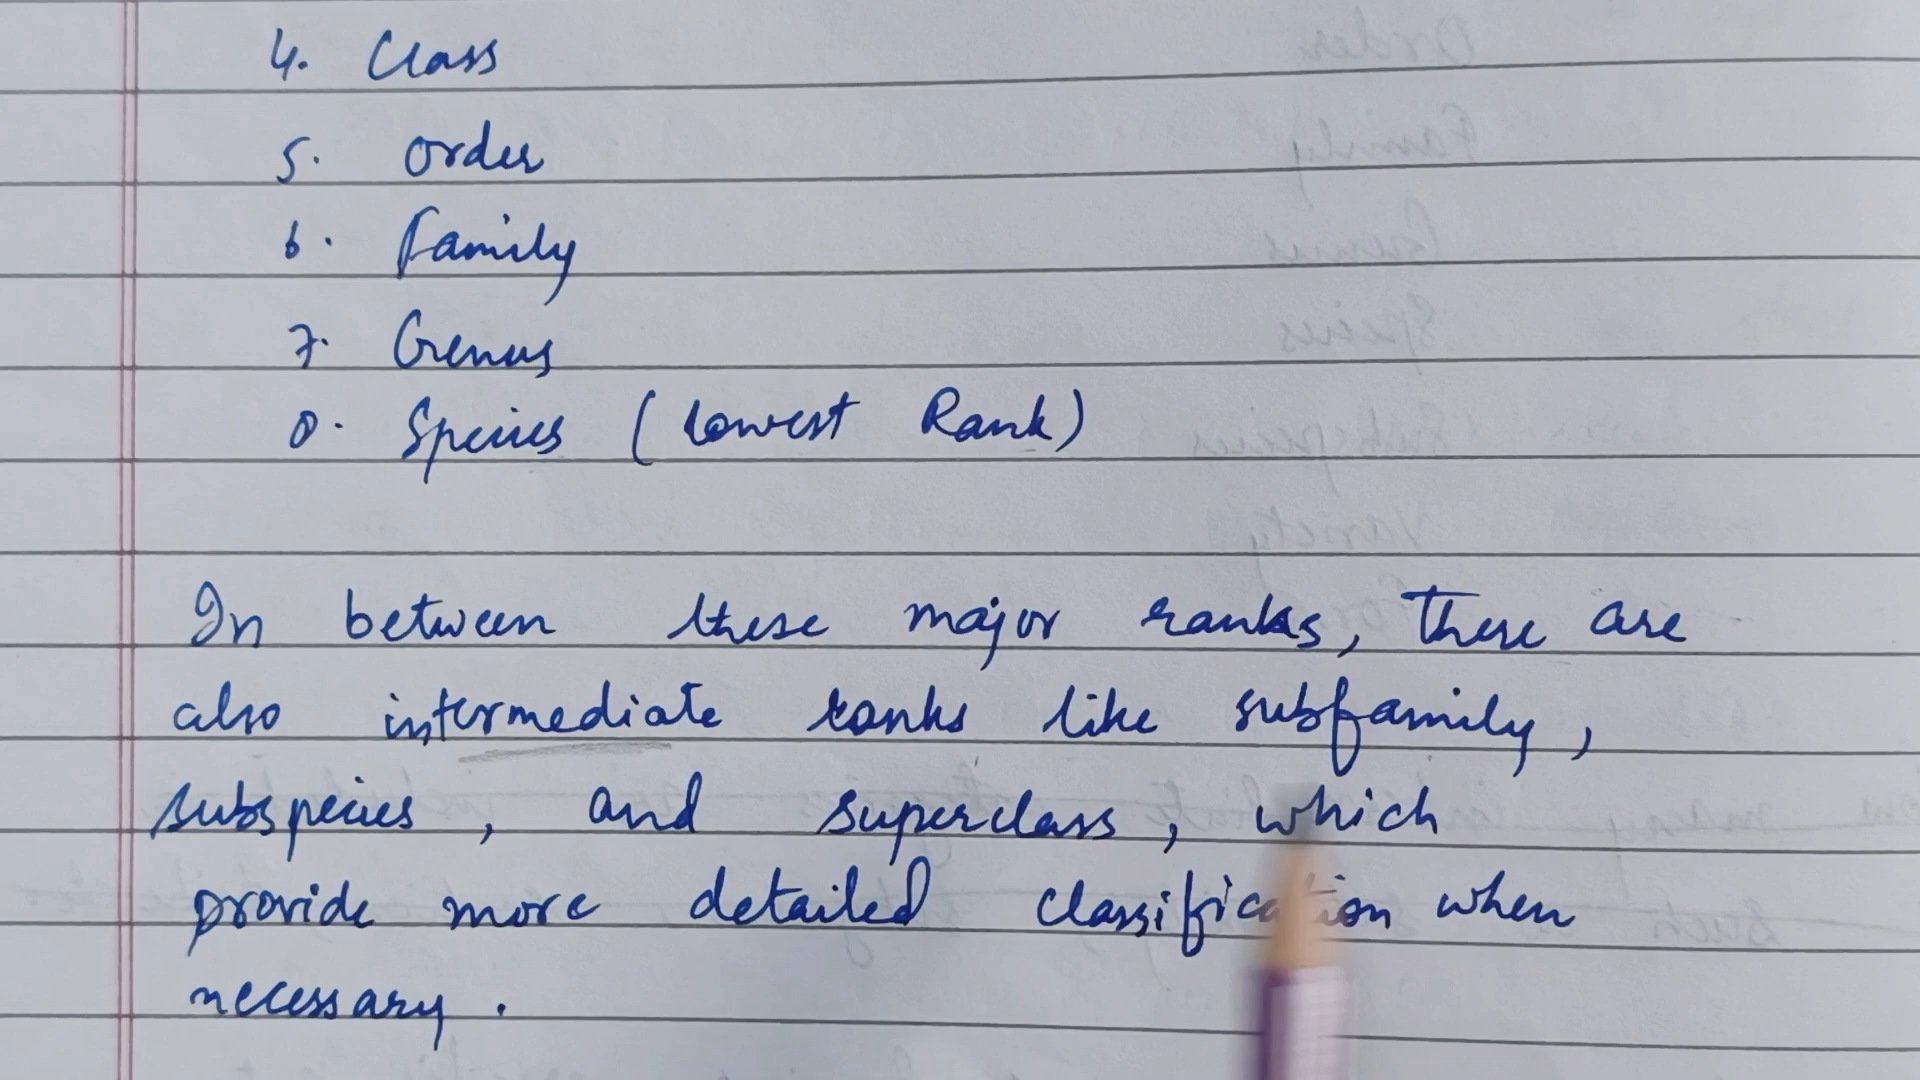 4. Class
5. Order
6. Family
7. Genus
8. Species (Lowest Rank)
In between these major ranks, there are
also intermediate ranks like subfamily,
subspecies, and superclass, which
provide more detailed classification when
necessary.